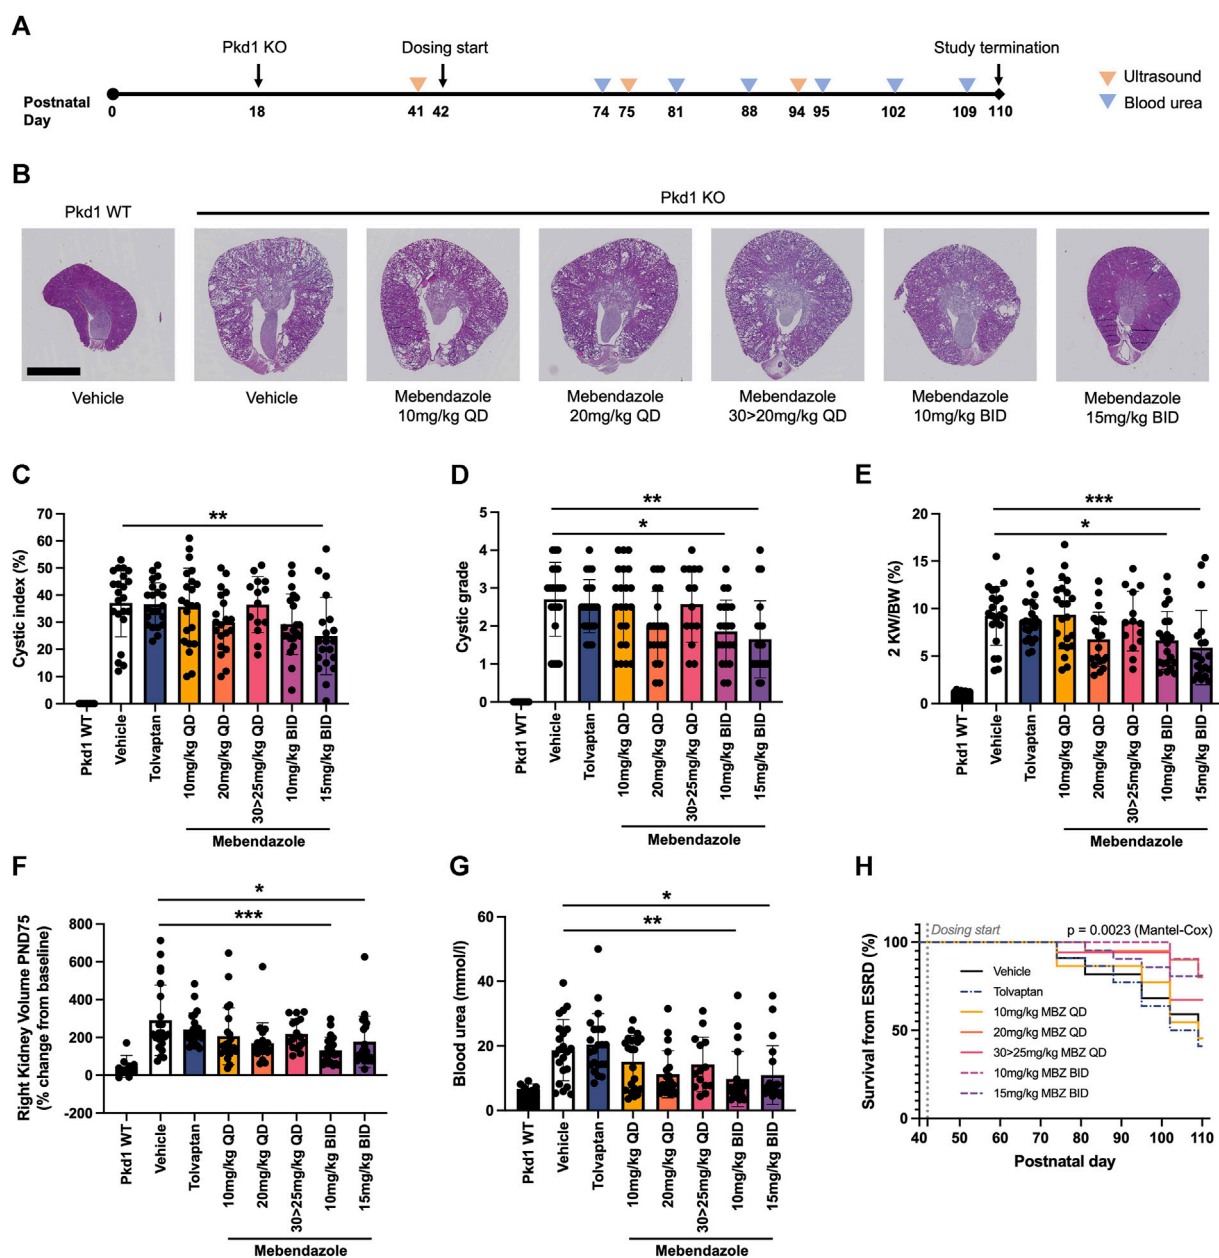 A
Pkd1 KO
Dosing start
Study termination
Ultrasound
Blood urea
Postnatal
Day
0 18 41 42 74 75 81 88 94 95 102 109 110
B
Pkd1 WT
Pkd1 KO
Vehicle
Vehicle
Mebendazole
10mg/kg QD
Mebendazole
20mg/kg QD
Mebendazole
30>20mg/kg QD
Mebendazole
10mg/kg BID
Mebendazole
15mg/kg BID
C
Cystic index (%)
70
60
50
40
30
20
10
0
**
Pkd1 WT
Vehicle
Tolvaptan
10mg/kg QD
20mg/kg QD
30>25mg/kg QD
10mg/kg BID
15mg/kg BID
Mebendazole
D
Cystic grade
5
4
3
2
1
0
**
*
Pkd1 WT
Vehicle
Tolvaptan
10mg/kg QD
20mg/kg QD
30>25mg/kg QD
10mg/kg BID
15mg/kg BID
Mebendazole
E
2 KW/BW (%)
20
15
10
5
0
***
*
Pkd1 WT
Vehicle
Tolvaptan
10mg/kg QD
20mg/kg QD
30>25mg/kg QD
10mg/kg BID
15mg/kg BID
Mebendazole
F
Right Kidney Volume PND75
(% change from baseline)
800
600
400
200
0
-200
*
***
Pkd1 WT
Vehicle
Tolvaptan
10mg/kg QD
20mg/kg QD
30>25mg/kg QD
10mg/kg BID
15mg/kg BID
Mebendazole
G
Blood urea (mmol/l)
60
40
20
0
*
**
Pkd1 WT
Vehicle
Tolvaptan
10mg/kg QD
20mg/kg QD
30>25mg/kg QD
10mg/kg BID
15mg/kg BID
Mebendazole
H
Survival from ESRD (%)
Dosing start
p = 0.0023 (Mantel-Cox)
100
50
0
Vehicle
Tolvaptan
10mg/kg MBZ QD
20mg/kg MBZ QD
30>25mg/kg MBZ QD
10mg/kg MBZ BID
15mg/kg MBZ BID
40 50 60 70 80 90 100 110
Postnatal day